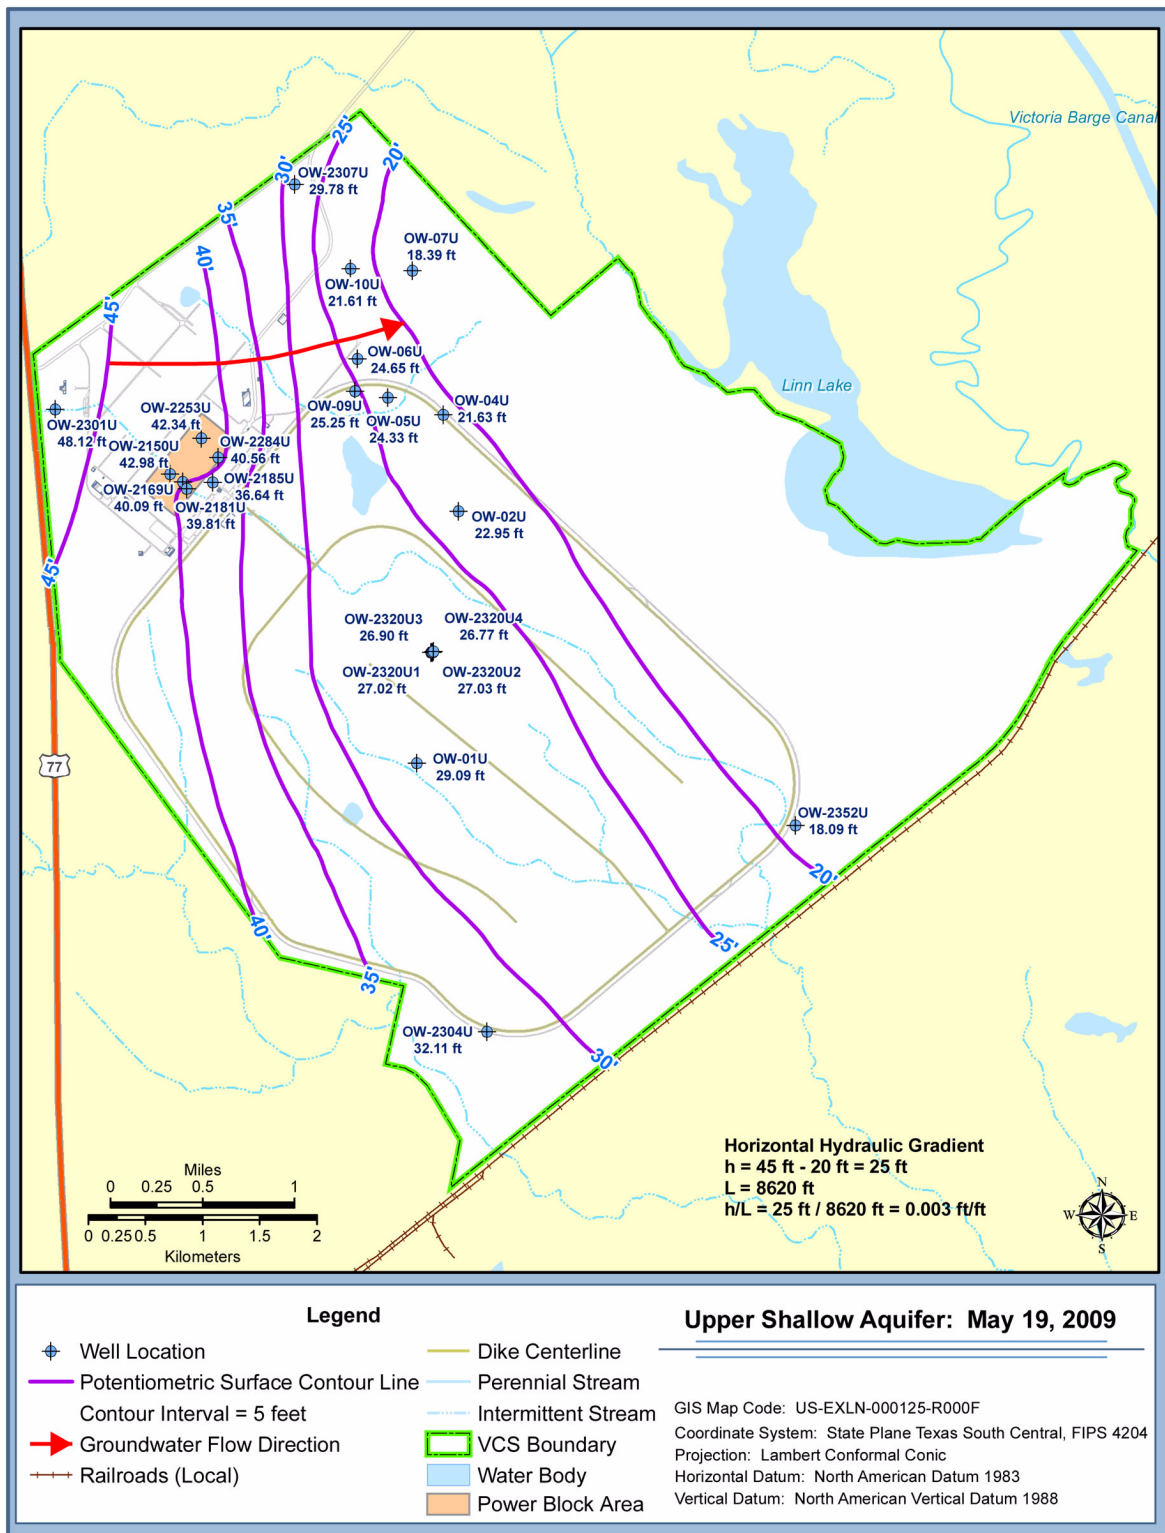 Victoria Barge Canal
25'
20'
30'
OW-2307U
29.78 ft
35'
40'
OW-07U
18.39 ft
OW-10U
21.61 ft
45'
OW-06U
24.65 ft
Linn Lake
OW-09U
25.25 ft
OW-05U
24.33 ft
OW-04U
21.63 ft
OW-2301U
48.12 ft
OW-2253U
42.34 ft
OW-2150U
42.98 ft
OW-2284U
40.56 ft
OW-2185U
36.64 ft
OW-2169U
40.09 ft
OW-2181U
39.81 ft
OW-02U
22.95 ft
45'
OW-2320U3
26.90 ft
OW-2320U4
26.77 ft
OW-2320U1
27.02 ft
OW-2320U2
27.03 ft
77
OW-01U
29.09 ft
OW-2352U
18.09 ft
20'
40'
25'
35'
OW-2304U
32.11 ft
30'
Horizontal Hydraulic Gradient
h = 45 ft - 20 ft = 25 ft
L = 8620 ft
h/L = 25 ft / 8620 ft = 0.003 ft/ft
Miles
0 0.25 0.5 1
0 0.25 0.5 1 1.5 2
Kilometers
N
W E
S
Legend
Well Location
Potentiometric Surface Contour Line
Contour Interval = 5 feet
Groundwater Flow Direction
Railroads (Local)
Dike Centerline
Perennial Stream
Intermittent Stream
VCS Boundary
Water Body
Power Block Area
Upper Shallow Aquifer: May 19, 2009
GIS Map Code: US-EXLN-000125-R000F
Coordinate System: State Plane Texas South Central, FIPS 4204
Projection: Lambert Conformal Conic
Horizontal Datum: North American Datum 1983
Vertical Datum: North American Vertical Datum 1988